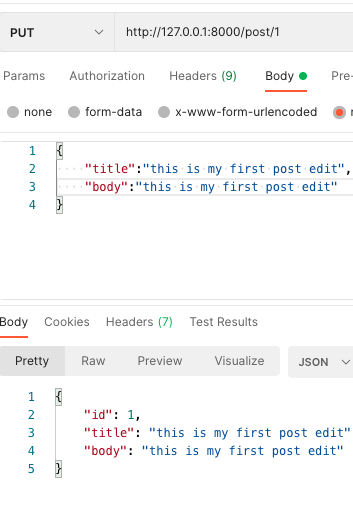 PUT http://127.0.0.1:8000/post/1
Params Authorization Headers (9) Body Pre-
none form-data x-www-form-urlencoded
1 {
2 "title":"this is my first post edit",
3 "body":"this is my first post edit"
4 }
Body Cookies Headers (7) Test Results
Pretty Raw Preview Visualize JSON
1 {
2 "id": 1,
3 "title": "this is my first post edit"
4 "body": "this is my first post edit"
5 }